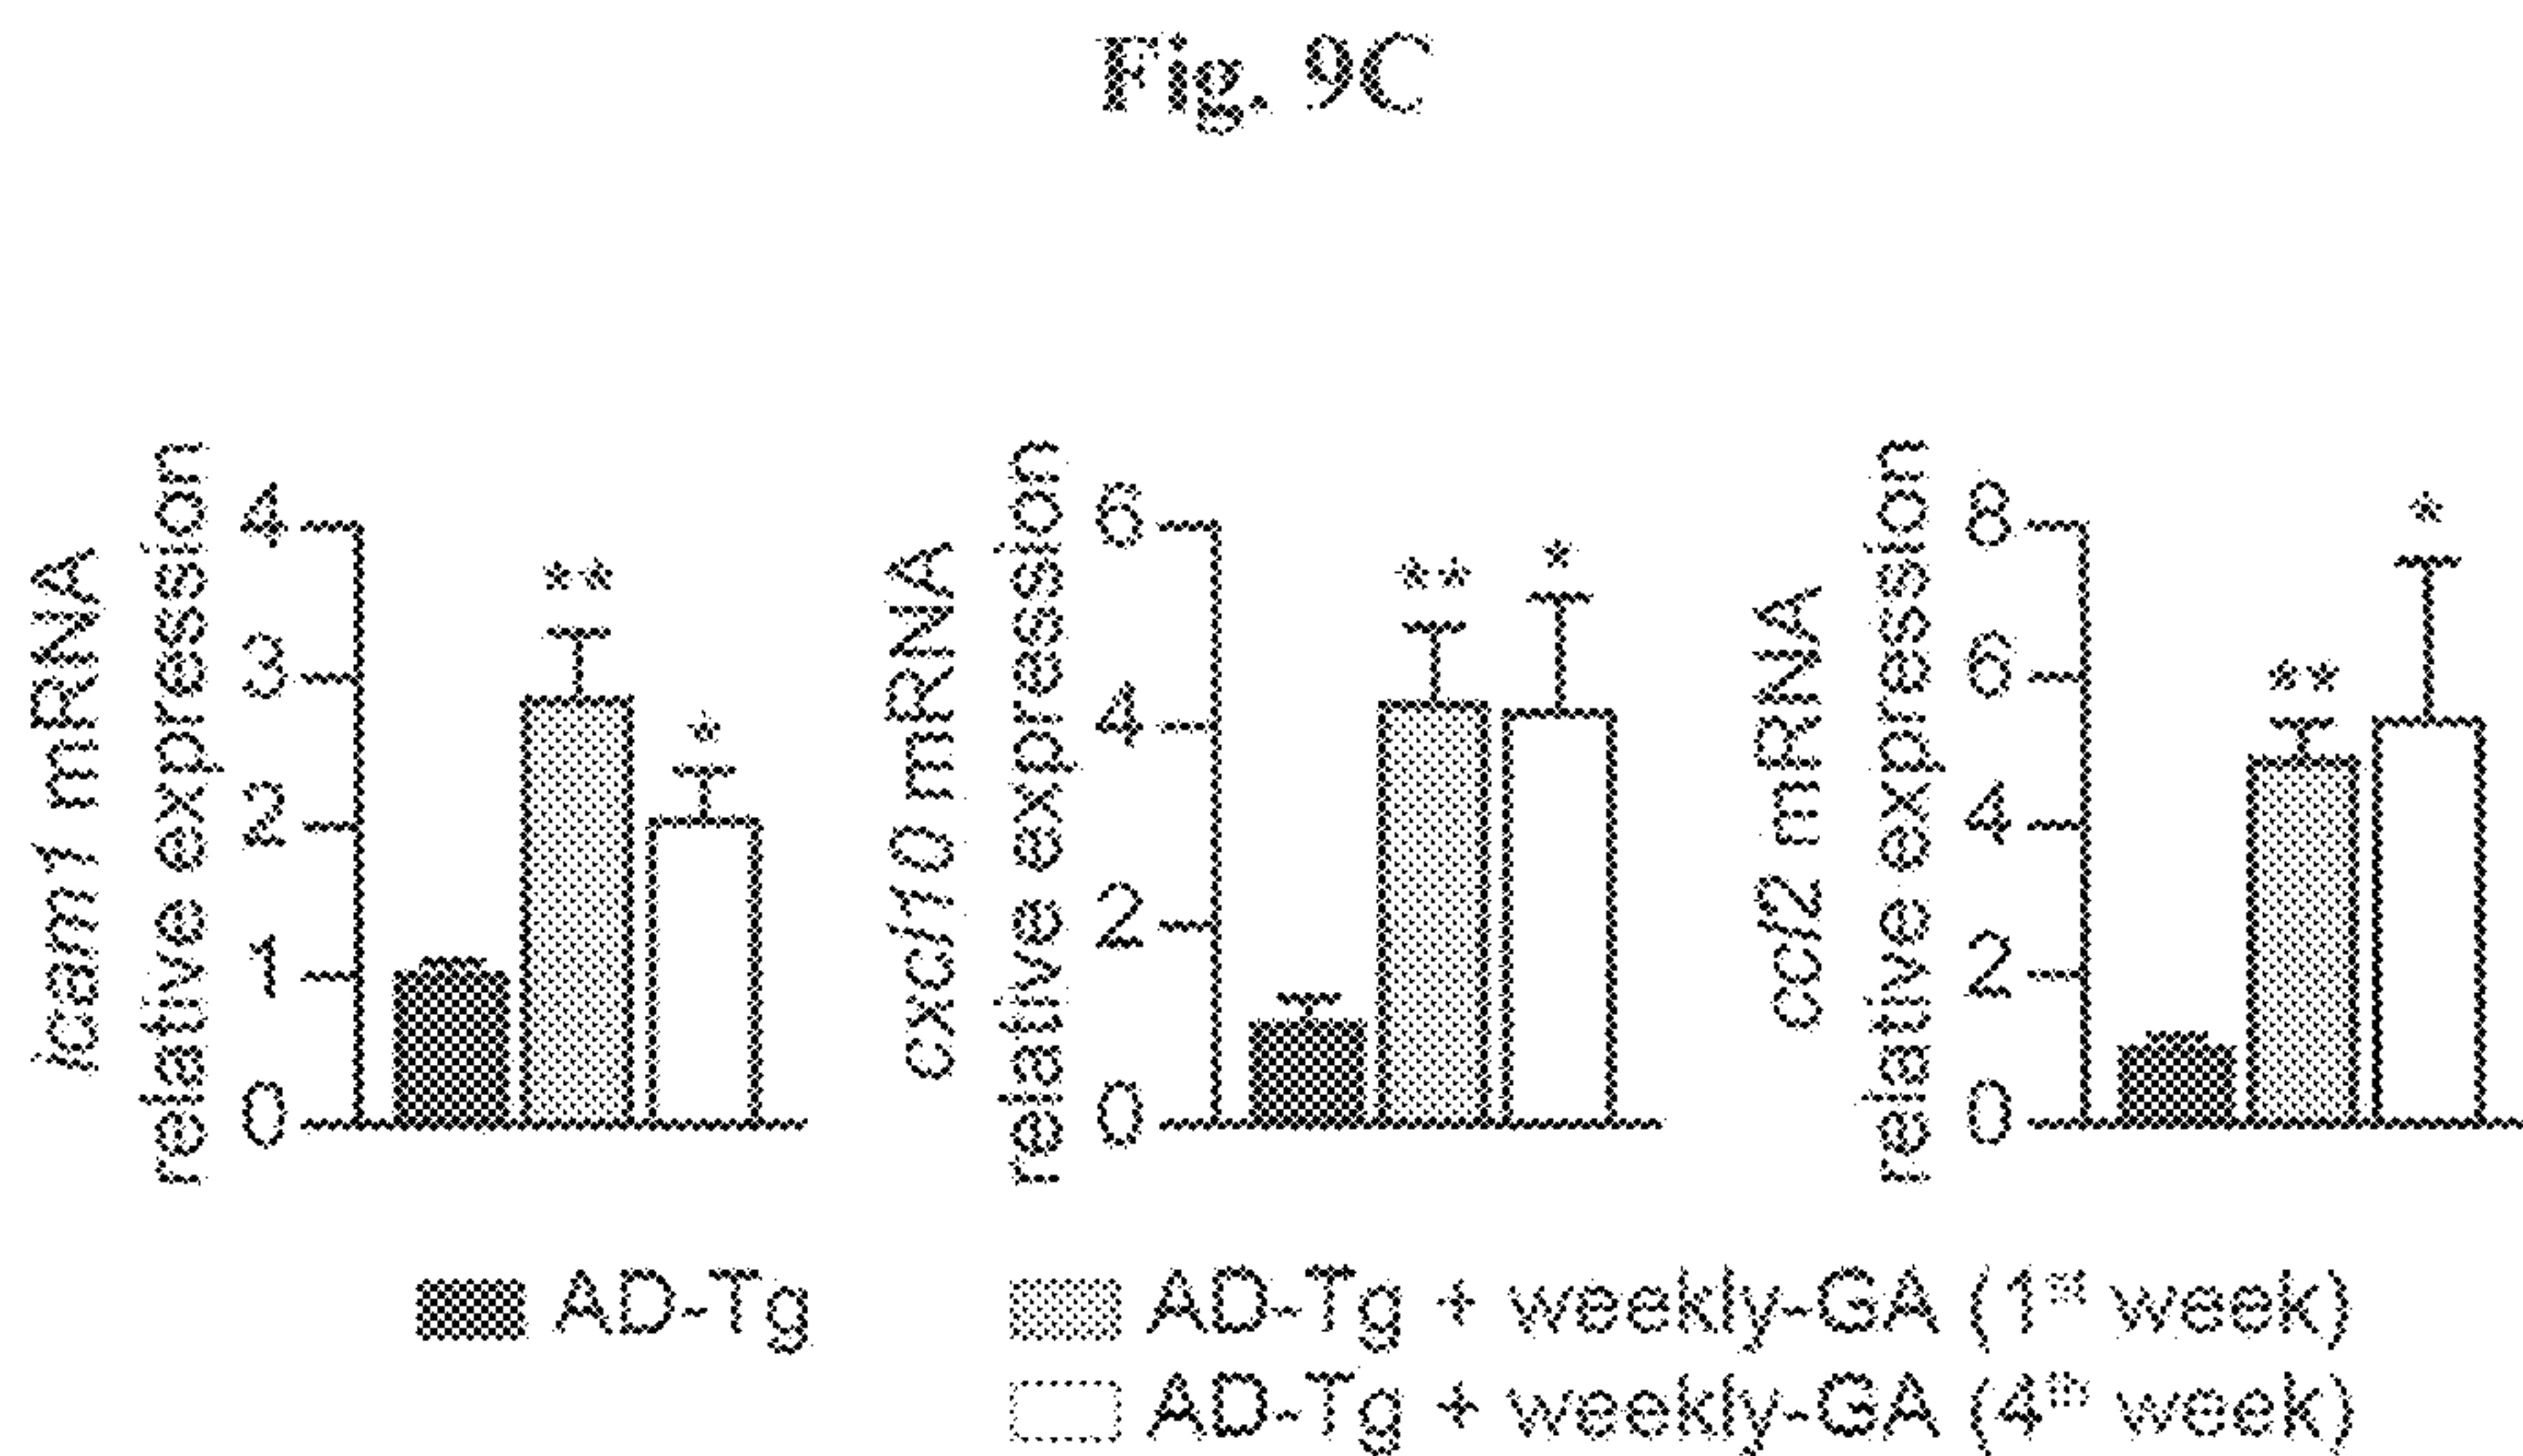 Fig. 9C
icam1 mRNA
relative expression
4
3
2
1
0
**
*
cxcl10 mRNA
relative expression
6
4
2
0
**
*
ccl2 mRNA
relative expression
8
6
4
2
0
**
*
AD-Tg
AD-Tg + weekly-GA (1st week)
AD-Tg + weekly-GA (4th week)